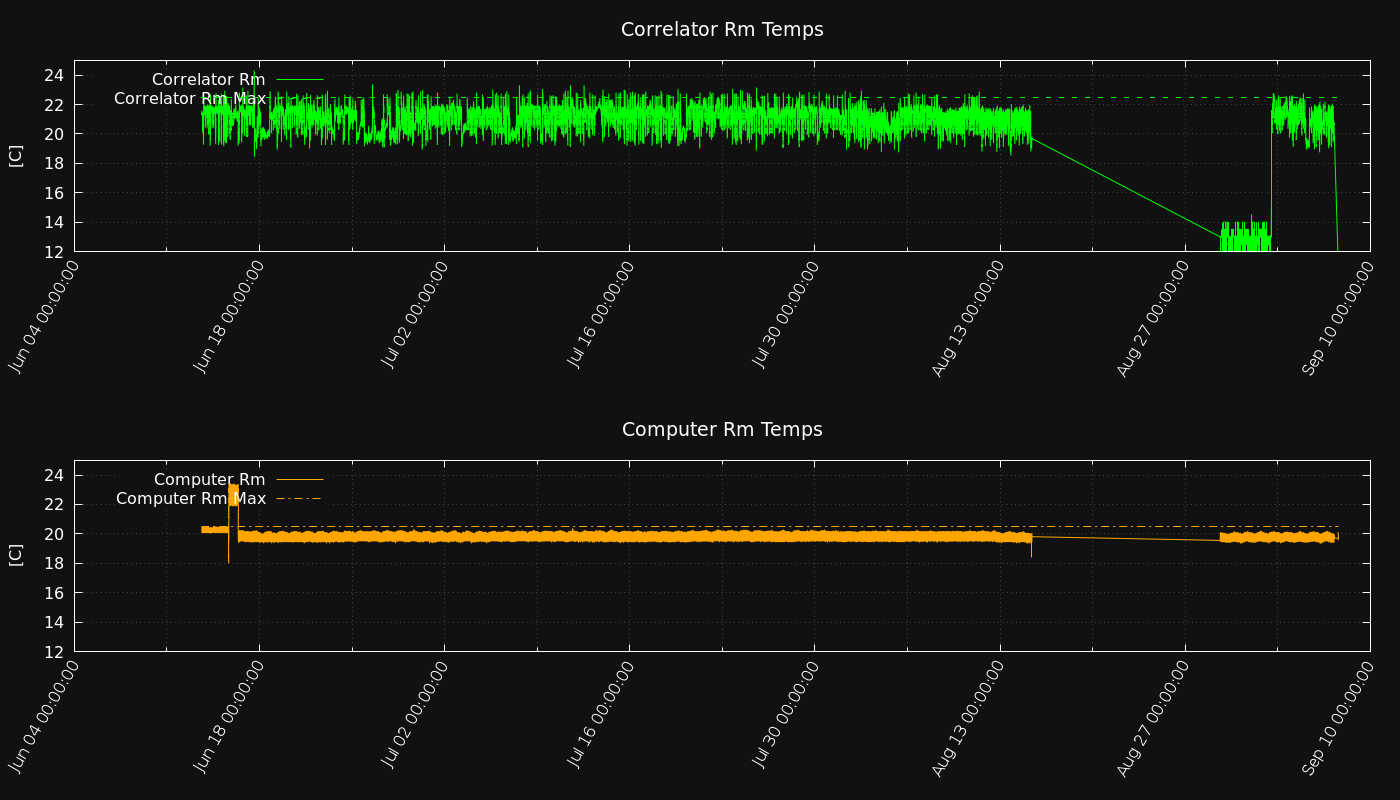 Correlator Rm Temps
Correlator Rm
Correlator Rm Max
24
22
20
18
16
14
12
[C]
Jun 04 00:00:00
Jun 18 00:00:00
Jul 02 00:00:00
Jul 16 00:00:00
Jul 30 00:00:00
Aug 13 00:00:00
Aug 27 00:00:00
Sep 10 00:00:00
Computer Rm Temps
Computer Rm
Computer Rm Max
24
22
20
18
16
14
12
[C]
Jun 04 00:00:00
Jun 18 00:00:00
Jul 02 00:00:00
Jul 16 00:00:00
Jul 30 00:00:00
Aug 13 00:00:00
Aug 27 00:00:00
Sep 10 00:00:00